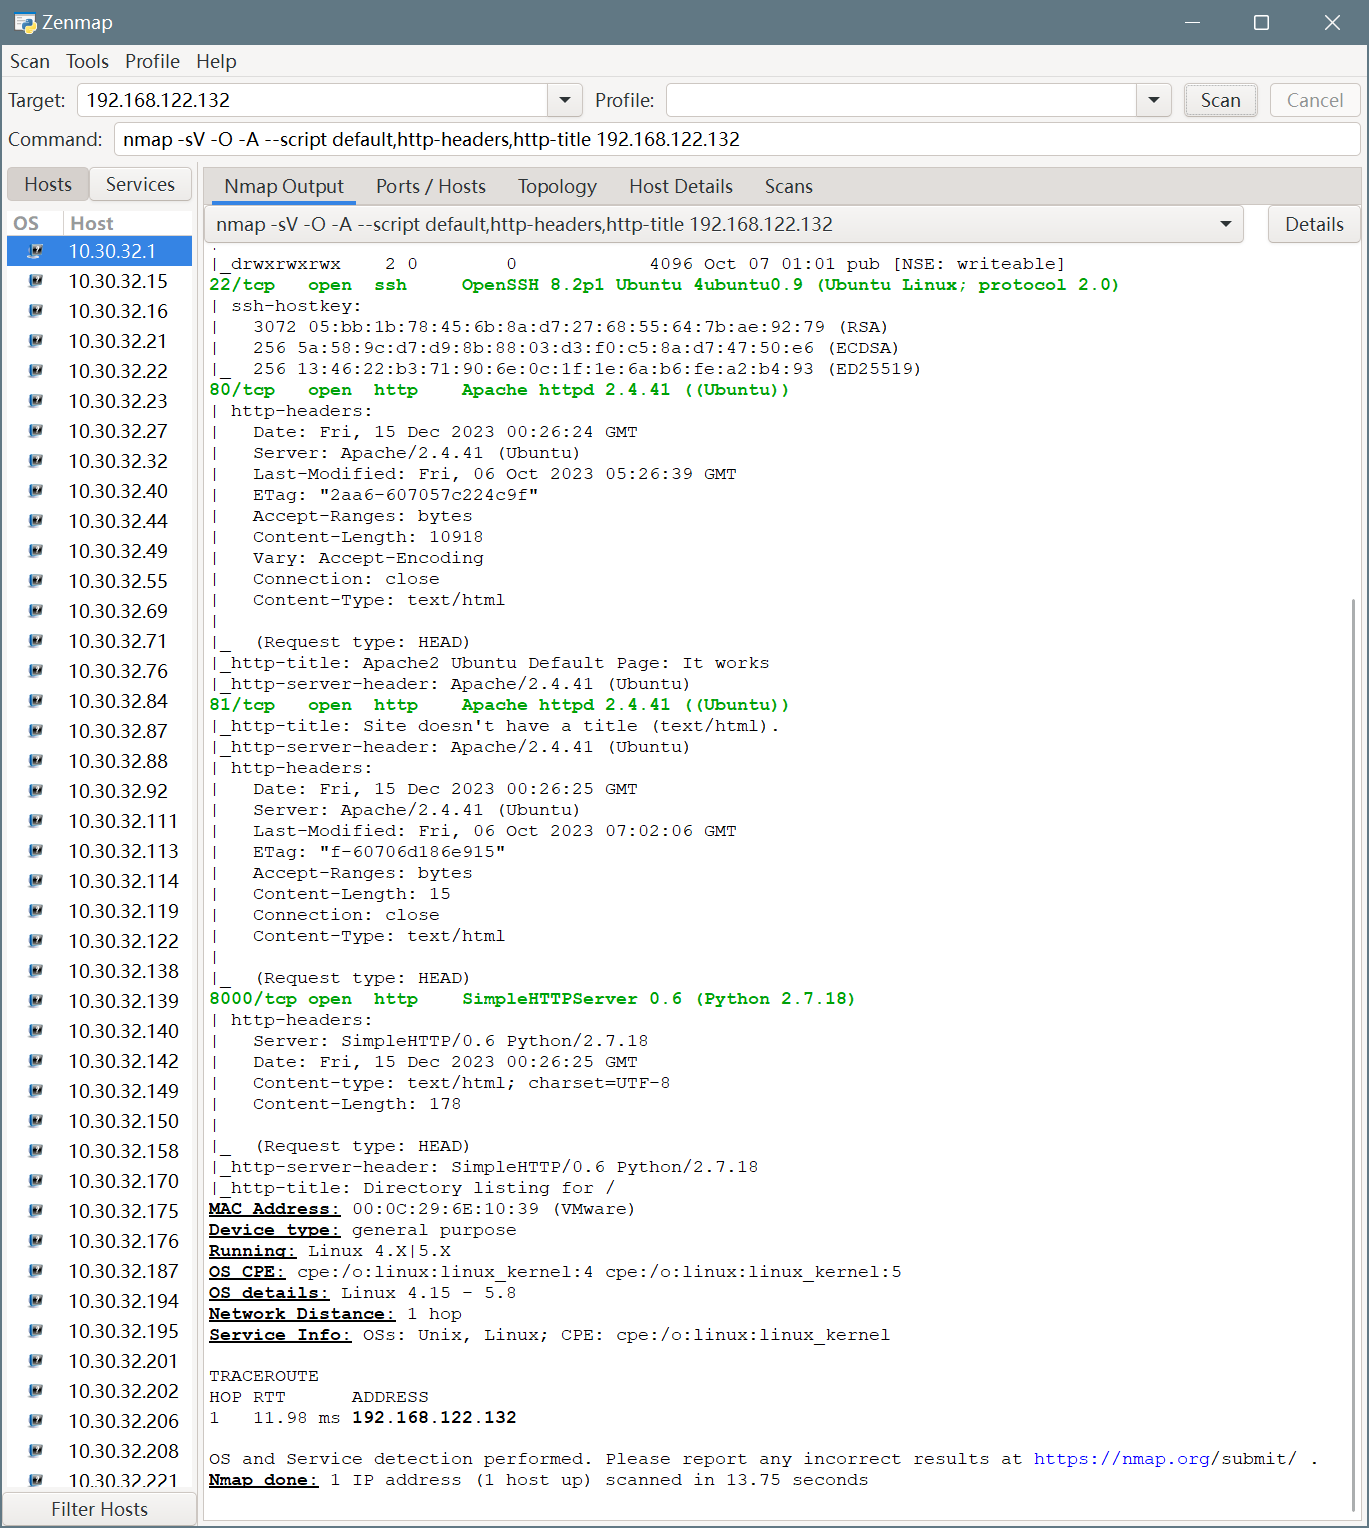 Zenmap
Scan Tools Profile Help
Target: 192.168.122.132 Profile: Scan Cancel
Command: nmap -sV -O -A --script default,http-headers,http-title 192.168.122.132
Hosts Services
OS Host
10.30.32.1
10.30.32.15
10.30.32.16
10.30.32.21
10.30.32.22
10.30.32.23
10.30.32.27
10.30.32.32
10.30.32.40
10.30.32.44
10.30.32.49
10.30.32.55
10.30.32.69
10.30.32.71
10.30.32.76
10.30.32.84
10.30.32.87
10.30.32.88
10.30.32.92
10.30.32.111
10.30.32.113
10.30.32.114
10.30.32.119
10.30.32.122
10.30.32.138
10.30.32.139
10.30.32.140
10.30.32.142
10.30.32.149
10.30.32.150
10.30.32.158
10.30.32.170
10.30.32.175
10.30.32.176
10.30.32.187
10.30.32.194
10.30.32.195
10.30.32.201
10.30.32.202
10.30.32.206
10.30.32.208
10.30.32.221
Filter Hosts
Nmap Output Ports / Hosts Topology Host Details Scans
nmap -sV -O -A --script default,http-headers,http-title 192.168.122.132 Details
|_drwxrwxrwx    2 0        0            4096 Oct 07 01:01 pub [NSE: writeable]
22/tcp   open  ssh     OpenSSH 8.2p1 Ubuntu 4ubuntu0.9 (Ubuntu Linux; protocol 2.0)
| ssh-hostkey:
|   3072 05:bb:1b:78:45:6b:8a:d7:27:68:55:64:7b:ae:92:79 (RSA)
|   256 5a:58:9c:d7:d9:8b:88:03:d3:f0:c5:8a:d7:47:50:e6 (ECDSA)
|_  256 13:46:22:b3:71:90:6e:0c:1f:1e:6a:b6:fe:a2:b4:93 (ED25519)
80/tcp   open  http    Apache httpd 2.4.41 ((Ubuntu))
| http-headers:
|   Date: Fri, 15 Dec 2023 00:26:24 GMT
|   Server: Apache/2.4.41 (Ubuntu)
|   Last-Modified: Fri, 06 Oct 2023 05:26:39 GMT
|   ETag: "2aa6-607057c224c9f"
|   Accept-Ranges: bytes
|   Content-Length: 10918
|   Vary: Accept-Encoding
|   Connection: close
|   Content-Type: text/html
|
|_  (Request type: HEAD)
|_http-title: Apache2 Ubuntu Default Page: It works
|_http-server-header: Apache/2.4.41 (Ubuntu)
81/tcp   open  http    Apache httpd 2.4.41 ((Ubuntu))
|_http-title: Site doesn't have a title (text/html).
|_http-server-header: Apache/2.4.41 (Ubuntu)
| http-headers:
|   Date: Fri, 15 Dec 2023 00:26:25 GMT
|   Server: Apache/2.4.41 (Ubuntu)
|   Last-Modified: Fri, 06 Oct 2023 07:02:06 GMT
|   ETag: "f-60706d186e915"
|   Accept-Ranges: bytes
|   Content-Length: 15
|   Connection: close
|   Content-Type: text/html
|
|_  (Request type: HEAD)
8000/tcp open  http    SimpleHTTPServer 0.6 (Python 2.7.18)
| http-headers:
|   Server: SimpleHTTP/0.6 Python/2.7.18
|   Date: Fri, 15 Dec 2023 00:26:25 GMT
|   Content-type: text/html; charset=UTF-8
|   Content-Length: 178
|
|_  (Request type: HEAD)
|_http-server-header: SimpleHTTP/0.6 Python/2.7.18
|_http-title: Directory listing for /
MAC Address: 00:0C:29:6E:10:39 (VMware)
Device type: general purpose
Running: Linux 4.X|5.X
OS CPE: cpe:/o:linux:linux_kernel:4 cpe:/o:linux:linux_kernel:5
OS details: Linux 4.15 - 5.8
Network Distance: 1 hop
Service Info: OSs: Unix, Linux; CPE: cpe:/o:linux:linux_kernel
TRACEROUTE
HOP RTT      ADDRESS
1   11.98 ms 192.168.122.132
OS and Service detection performed. Please report any incorrect results at https://nmap.org/submit/ .
Nmap done: 1 IP address (1 host up) scanned in 13.75 seconds